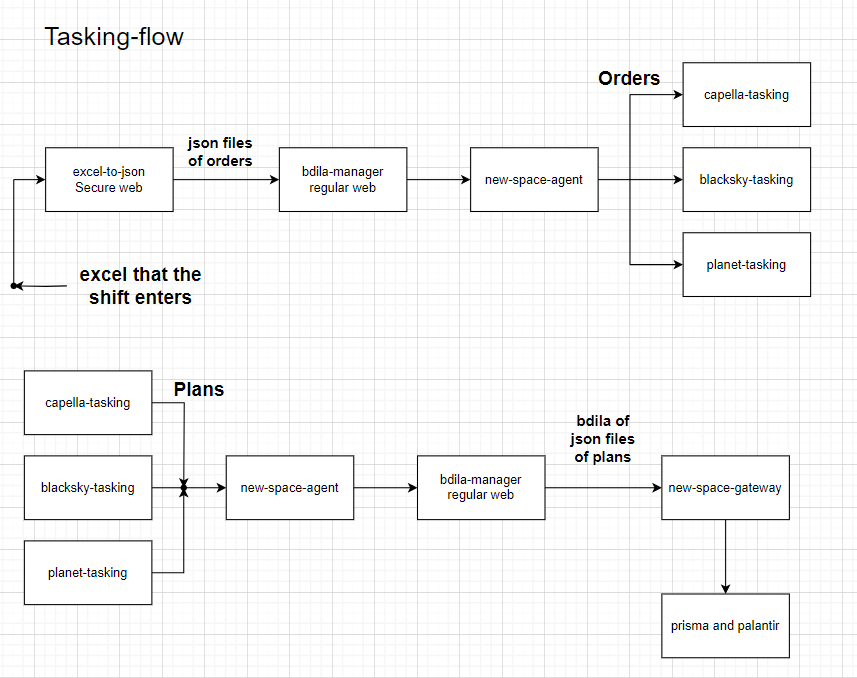 Tasking-flow
Orders
capella-tasking
json files
of orders
excel-to-json
Secure web
bdila-manager
regular web
new-space-agent
blacksky-tasking
planet-tasking
excel that the
shift enters
capella-tasking
Plans
bdila of
json files
of plans
blacksky-tasking
new-space-agent
bdila-manager
regular web
new-space-gateway
planet-tasking
prisma and palantir